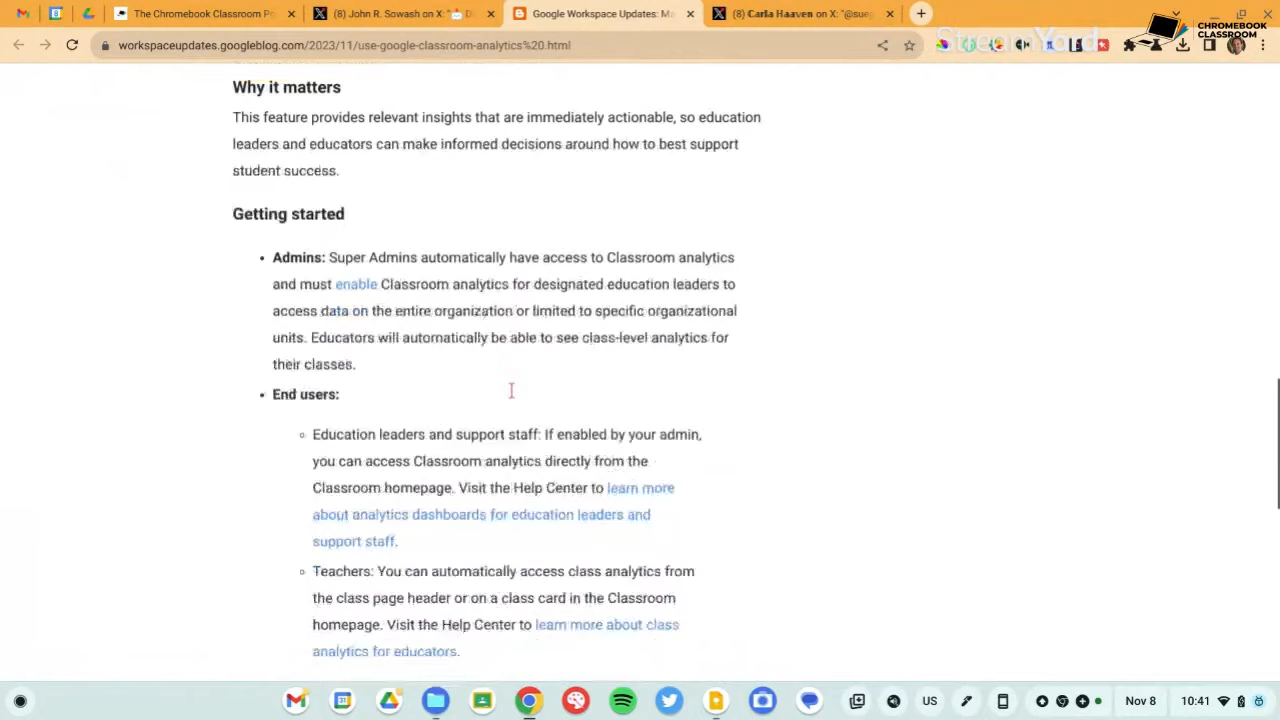 The Chromebook Classroom Po
(8) John R. Sowash on X: "📩 D
Google Workspace Updates: Ma
(8) Carla Haaven on X: "@sueg
CHROMEBOOK
CLASSROOM
workspaceupdates.googleblog.com/2023/11/use-google-classroom-analytics%20.html
StreamYard
Why it matters
This feature provides relevant insights that are immediately actionable, so education
leaders and educators can make informed decisions around how to best support
student success.
Getting started
• Admins: Super Admins automatically have access to Classroom analytics
and must enable Classroom analytics for designated education leaders to
access data on the entire organization or limited to specific organizational
units. Educators will automatically be able to see class-level analytics for
their classes.
• End users:
◦ Education leaders and support staff: If enabled by your admin,
you can access Classroom analytics directly from the
Classroom homepage. Visit the Help Center to learn more
about analytics dashboards for education leaders and
support staff.
◦ Teachers: You can automatically access class analytics from
the class page header or on a class card in the Classroom
homepage. Visit the Help Center to learn more about class
analytics for educators.
US
Nov 8
10:41